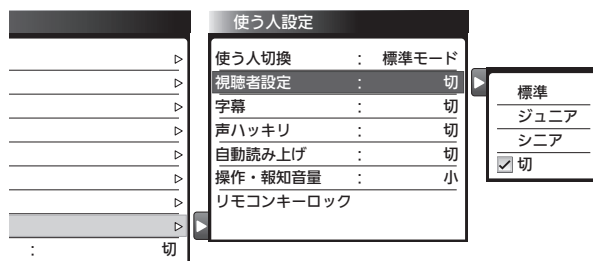 使う人設定
使う人切換 : 標準モード
視聴者設定 : 切
字幕 : 切
声ハッキリ : 切
自動読み上げ : 切
操作・報知音量 : 小
リモコンキーロック
標準
ジュニア
シニア
切
: 切